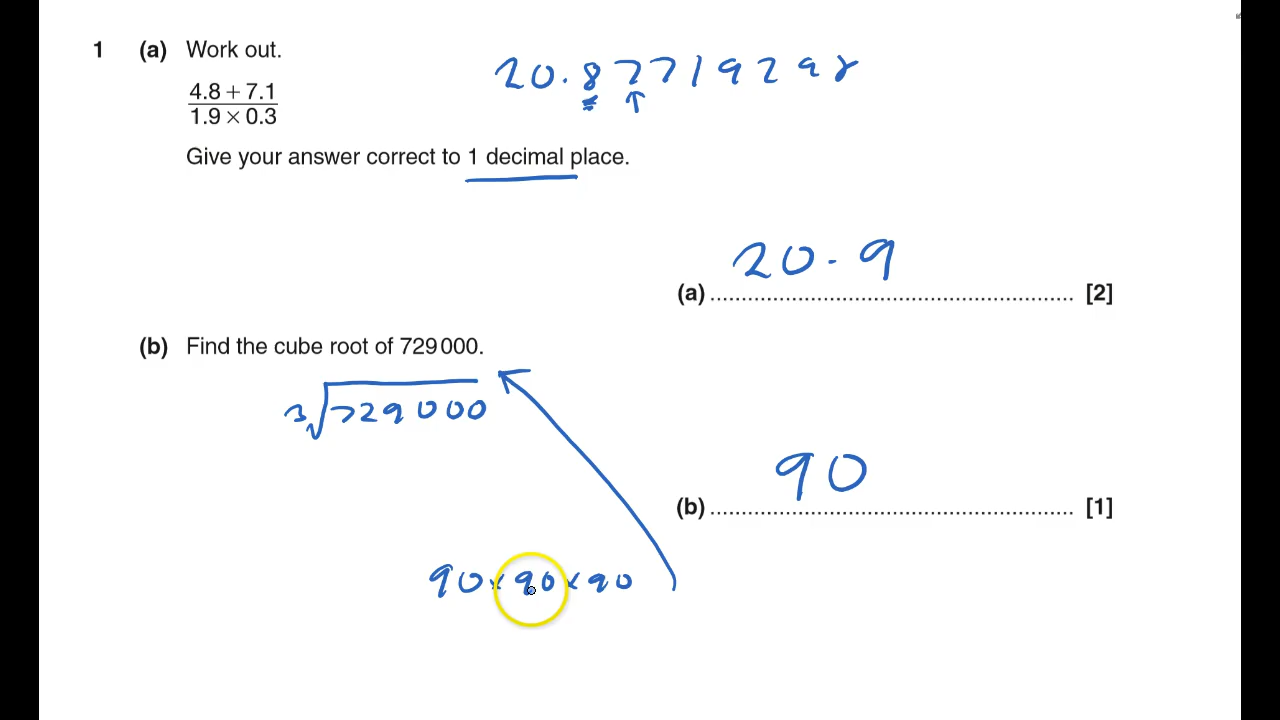 1 (a) Work out. 20.87719298
4.8 + 7.1
1.9 × 0.3
Give your answer correct to 1 decimal place.
20.9
(a) ........................................................ [2]
(b) Find the cube root of 729 000.
3√729000
90
(b) ........................................................ [1]
90×90×90